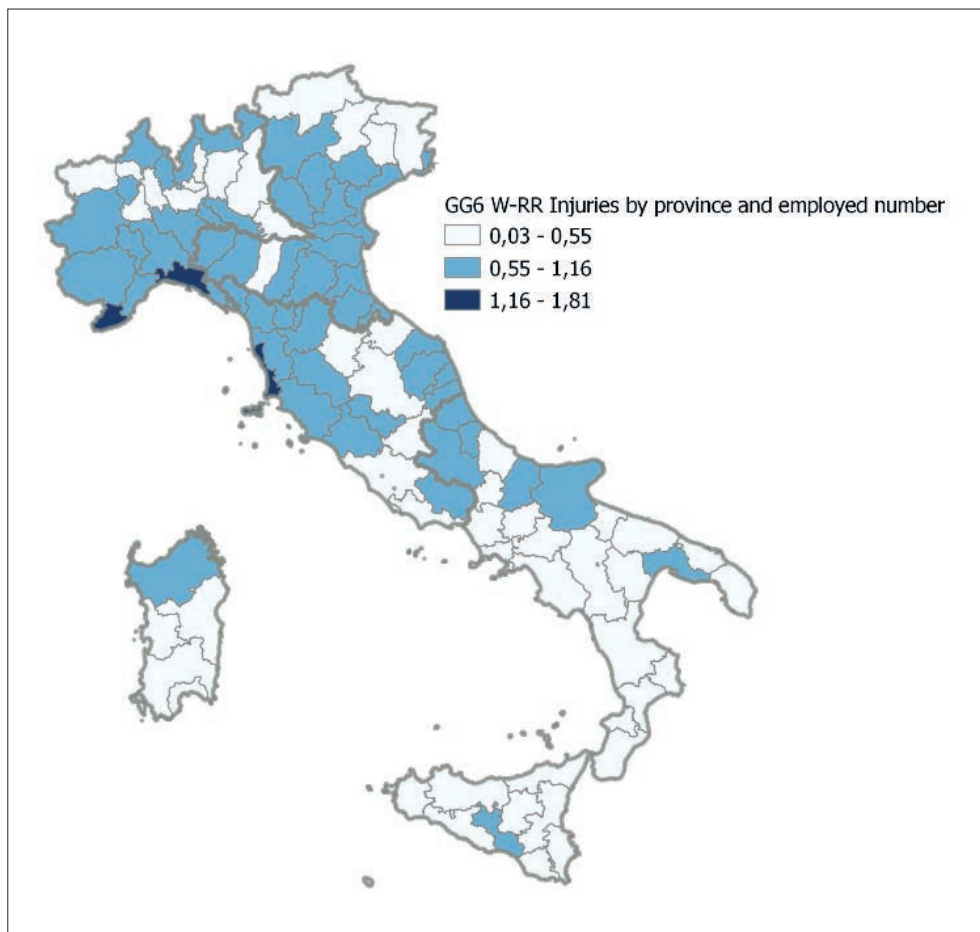 GG6 W-RR Injuries by province and employed number
0,03 - 0,55
0,55 - 1,16
1,16 - 1,81